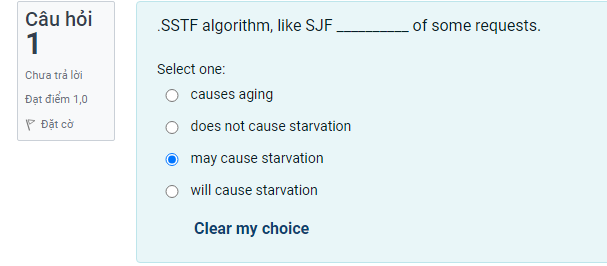 Câu hỏi
1
Chưa trả lời
Đạt điểm 1,0
Đặt cờ
.SSTF algorithm, like SJF __________ of some requests.
Select one:
causes aging
does not cause starvation
may cause starvation
will cause starvation
Clear my choice